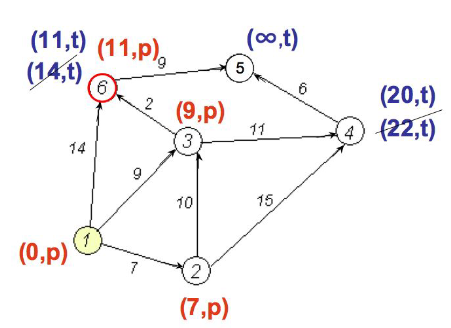 (11,t)
(11,p)
(∞,t)
(14,t)
9
5
6
6
2
(9,p)
(20,t)
(22,t)
11
4
3
14
9
10
15
(0,p)
1
7
2
(7,p)